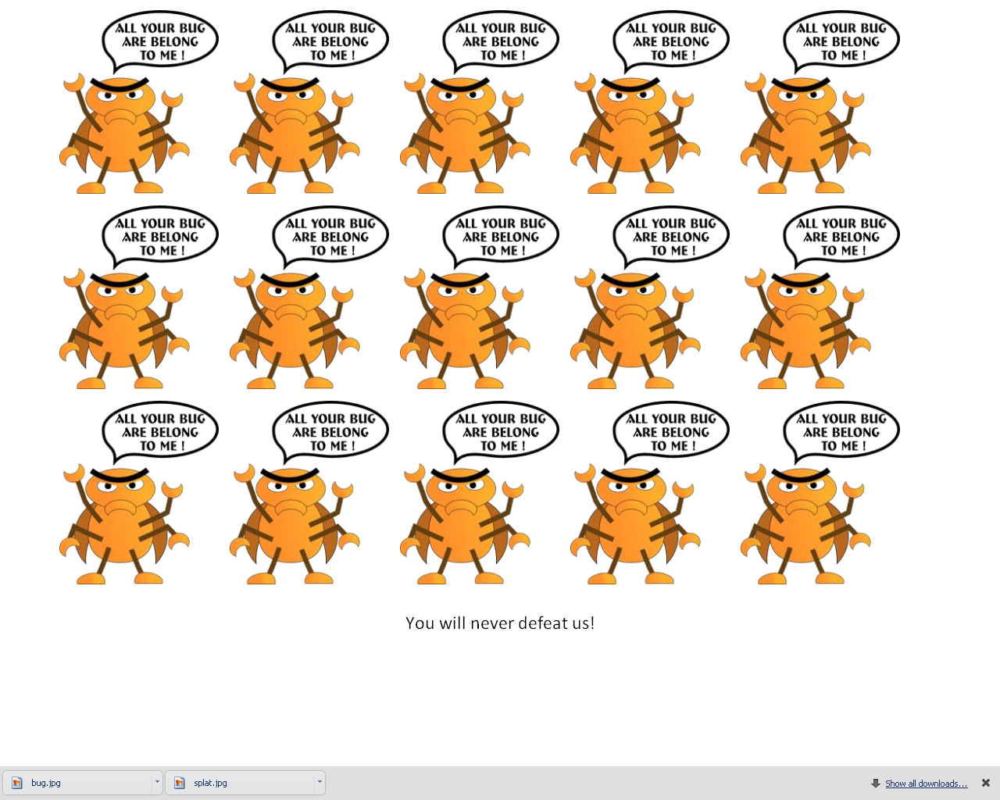 ALL YOUR BUG ALL YOUR BUG ALL YOUR BUG ALL YOUR BUG ALL YOUR BUG
ARE BELONG ARE BELONG ARE BELONG ARE BELONG ARE BELONG
TO ME ! TO ME ! TO ME ! TO ME ! TO ME !
ALL YOUR BUG ALL YOUR BUG ALL YOUR BUG ALL YOUR BUG ALL YOUR BUG
ARE BELONG ARE BELONG ARE BELONG ARE BELONG ARE BELONG
TO ME ! TO ME ! TO ME ! TO ME ! TO ME !
ALL YOUR BUG ALL YOUR BUG ALL YOUR BUG ALL YOUR BUG ALL YOUR BUG
ARE BELONG ARE BELONG ARE BELONG ARE BELONG ARE BELONG
TO ME ! TO ME ! TO ME ! TO ME ! TO ME !
You will never defeat us!
bug.jpg splat.jpg Show all downloads...